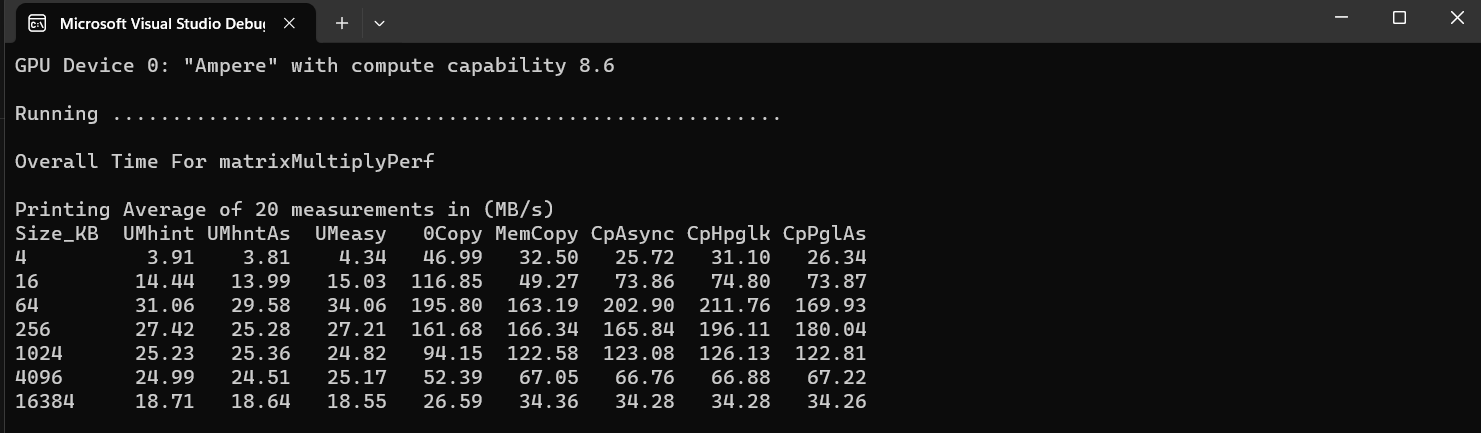 Microsoft Visual Studio Debug
GPU Device 0: "Ampere" with compute capability 8.6
Running ........................................................
Overall Time For matrixMultiplyPerf
Printing Average of 20 measurements in (MB/s)
Size_KB  UMhint UMhntAs  UMeasy   0Copy MemCopy CpAsync CpHpglk CpPglAs
4          3.91    3.81    4.34   46.99   32.50   25.72   31.10   26.34
16        14.44   13.99   15.03  116.85   49.27   73.86   74.80   73.87
64        31.06   29.58   34.06  195.80  163.19  202.90  211.76  169.93
256       27.42   25.28   27.21  161.68  166.34  165.84  196.11  180.04
1024      25.23   25.36   24.82   94.15  122.58  123.08  126.13  122.81
4096      24.99   24.51   25.17   52.39   67.05   66.76   66.88   67.22
16384     18.71   18.64   18.55   26.59   34.36   34.28   34.28   34.26